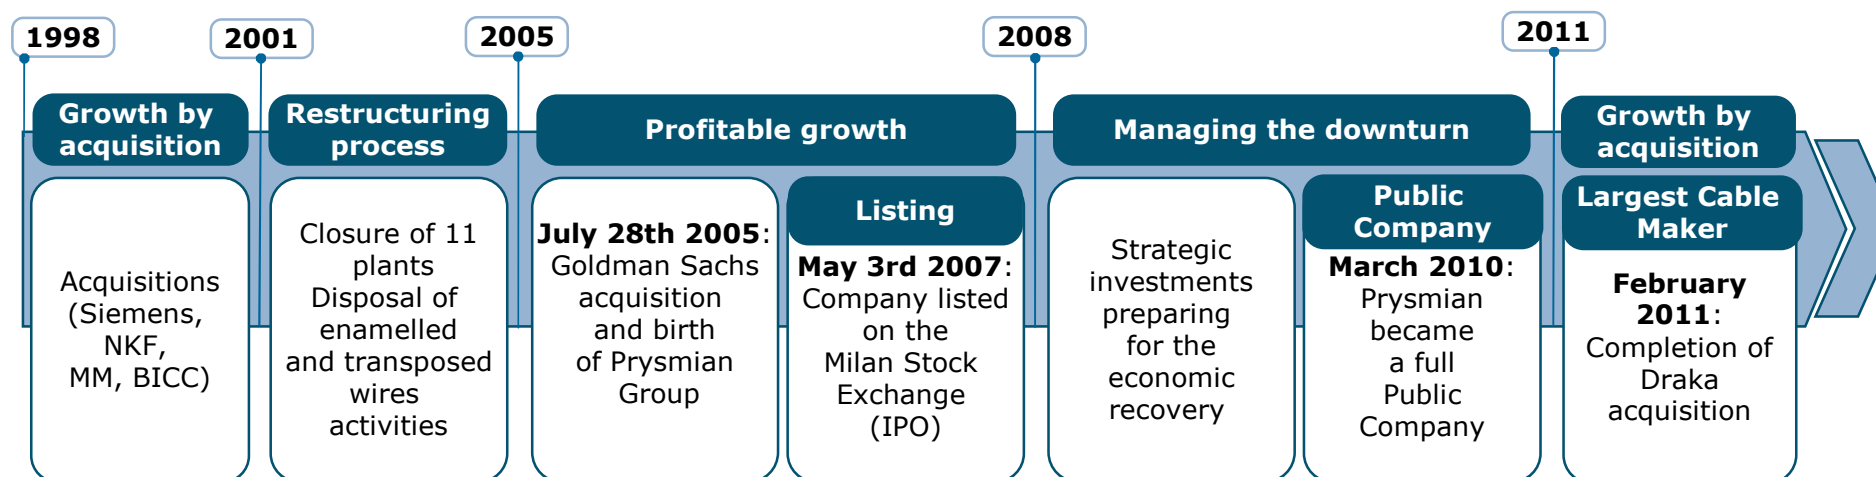 1998
2001
2005
2008
2011
Growth by
acquisition
Restructuring
process
Profitable growth
Managing the downturn
Growth by
acquisition
Acquisitions
(Siemens,
NKF,
MM, BICC)
Closure of 11
plants
Disposal of
enamelled
and transposed
wires
activities
July 28th 2005:
Goldman Sachs
acquisition
and birth
of Prysmian
Group
Listing
May 3rd 2007:
Company listed
on the
Milan Stock
Exchange
(IPO)
Strategic
investments
preparing
for the
economic
recovery
Public
Company
March 2010:
Prysmian
became
a full
Public
Company
Largest Cable
Maker
February
2011:
Completion of
Draka
acquisition